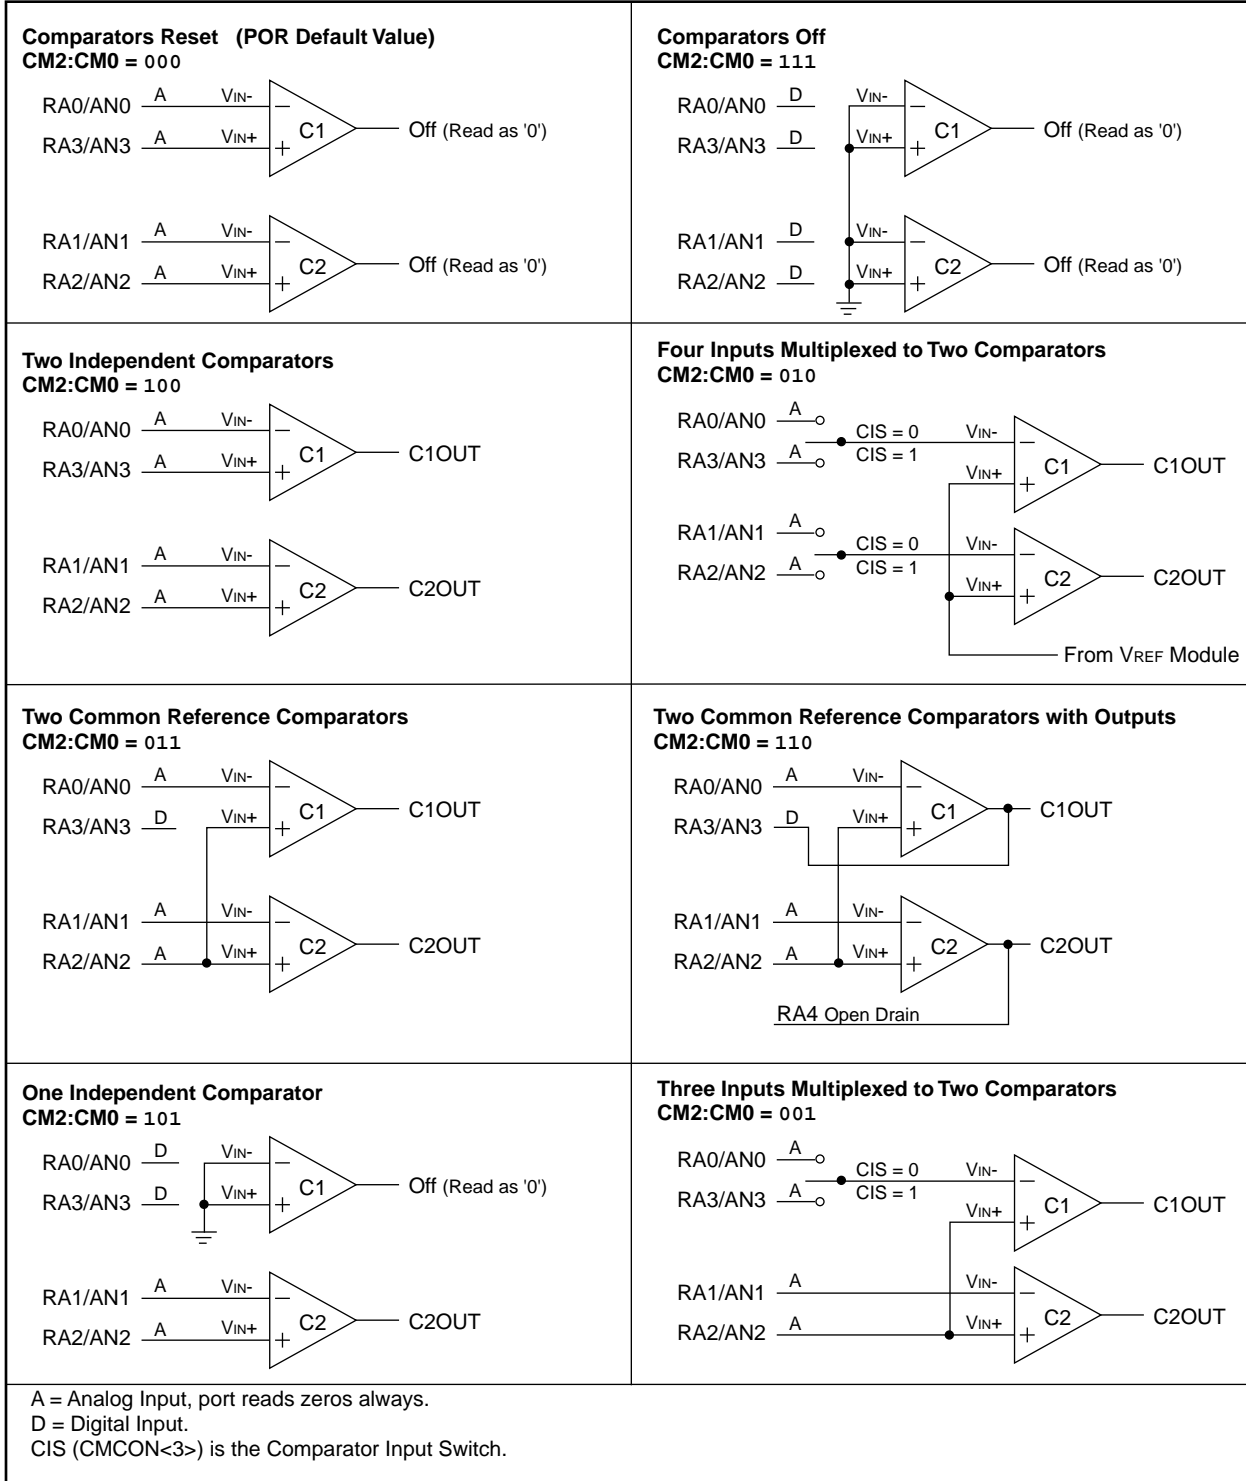 Comparators Reset (POR Default Value)
CM2:CM0 = 000
RA0/AN0 A VIN- −
RA3/AN3 A VIN+ +
C1 Off (Read as '0')
RA1/AN1 A VIN- −
RA2/AN2 A VIN+ +
C2 Off (Read as '0')
Comparators Off
CM2:CM0 = 111
RA0/AN0 D VIN- −
RA3/AN3 D VIN+ +
C1 Off (Read as '0')
RA1/AN1 D VIN- −
RA2/AN2 D VIN+ +
C2 Off (Read as '0')
Two Independent Comparators
CM2:CM0 = 100
RA0/AN0 A VIN- −
RA3/AN3 A VIN+ +
C1 C1OUT
RA1/AN1 A VIN- −
RA2/AN2 A VIN+ +
C2 C2OUT
Four Inputs Multiplexed to Two Comparators
CM2:CM0 = 010
RA0/AN0 A CIS = 0 VIN- −
RA3/AN3 A CIS = 1 VIN+ +
C1 C1OUT
RA1/AN1 A CIS = 0 VIN- −
RA2/AN2 A CIS = 1 VIN+ +
C2 C2OUT
From VREF Module
Two Common Reference Comparators
CM2:CM0 = 011
RA0/AN0 A VIN- −
RA3/AN3 D VIN+ +
C1 C1OUT
RA1/AN1 A VIN- −
RA2/AN2 A VIN+ +
C2 C2OUT
Two Common Reference Comparators with Outputs
CM2:CM0 = 110
RA0/AN0 A VIN- −
RA3/AN3 D VIN+ +
C1 C1OUT
RA1/AN1 A VIN- −
RA2/AN2 A VIN+ +
C2 C2OUT
RA4 Open Drain
One Independent Comparator
CM2:CM0 = 101
RA0/AN0 D VIN- −
RA3/AN3 D VIN+ +
C1 Off (Read as '0')
RA1/AN1 A VIN- −
RA2/AN2 A VIN+ +
C2 C2OUT
Three Inputs Multiplexed to Two Comparators
CM2:CM0 = 001
RA0/AN0 A CIS = 0 VIN- −
RA3/AN3 A CIS = 1 VIN+ +
C1 C1OUT
RA1/AN1 A VIN- −
RA2/AN2 A VIN+ +
C2 C2OUT
A = Analog Input, port reads zeros always.
D = Digital Input.
CIS (CMCON<3>) is the Comparator Input Switch.